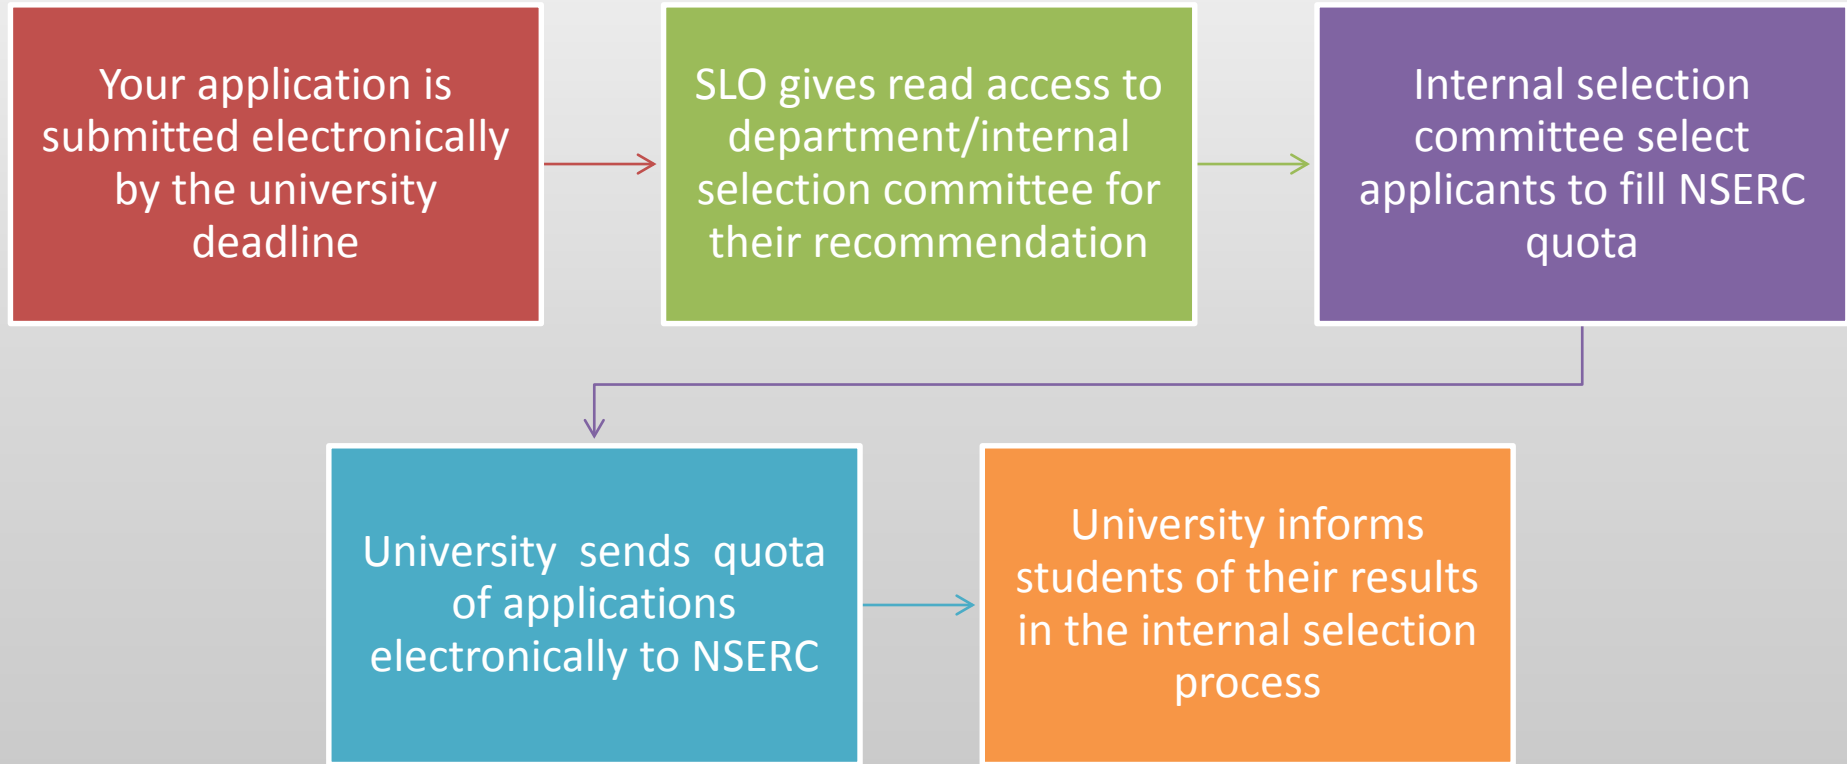 Your application is
submitted electronically
by the university
deadline
SLO gives read access to
department/internal
selection committee for
their recommendation
Internal selection
committee select
applicants to fill NSERC
quota
University  sends  quota
of applications
electronically to NSERC
University informs
students of their results
in the internal selection
process